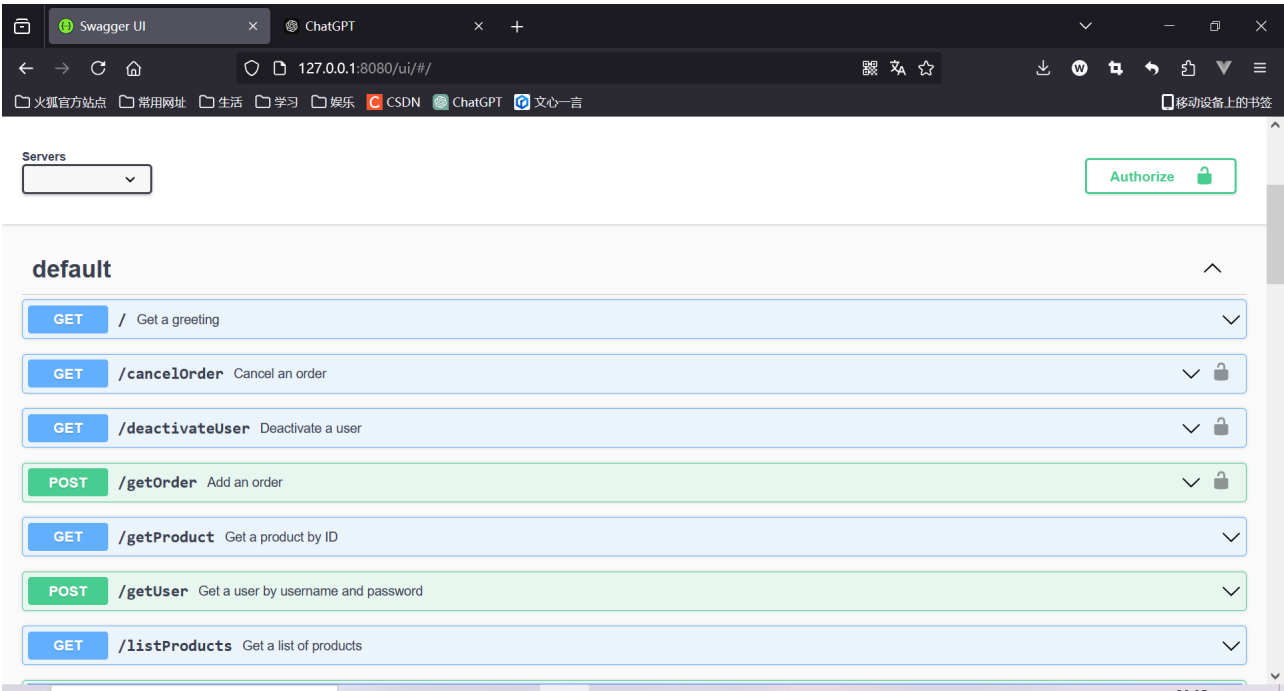 Swagger UI
ChatGPT
127.0.0.1:8080/ui/#/
火狐官方站点 常用网址 生活 学习 娱乐 CSDN ChatGPT 文心一言 移动设备上的书签
Servers
Authorize
default
GET / Get a greeting
GET /cancelOrder Cancel an order
GET /deactivateUser Deactivate a user
POST /getOrder Add an order
GET /getProduct Get a product by ID
POST /getUser Get a user by username and password
GET /listProducts Get a list of products